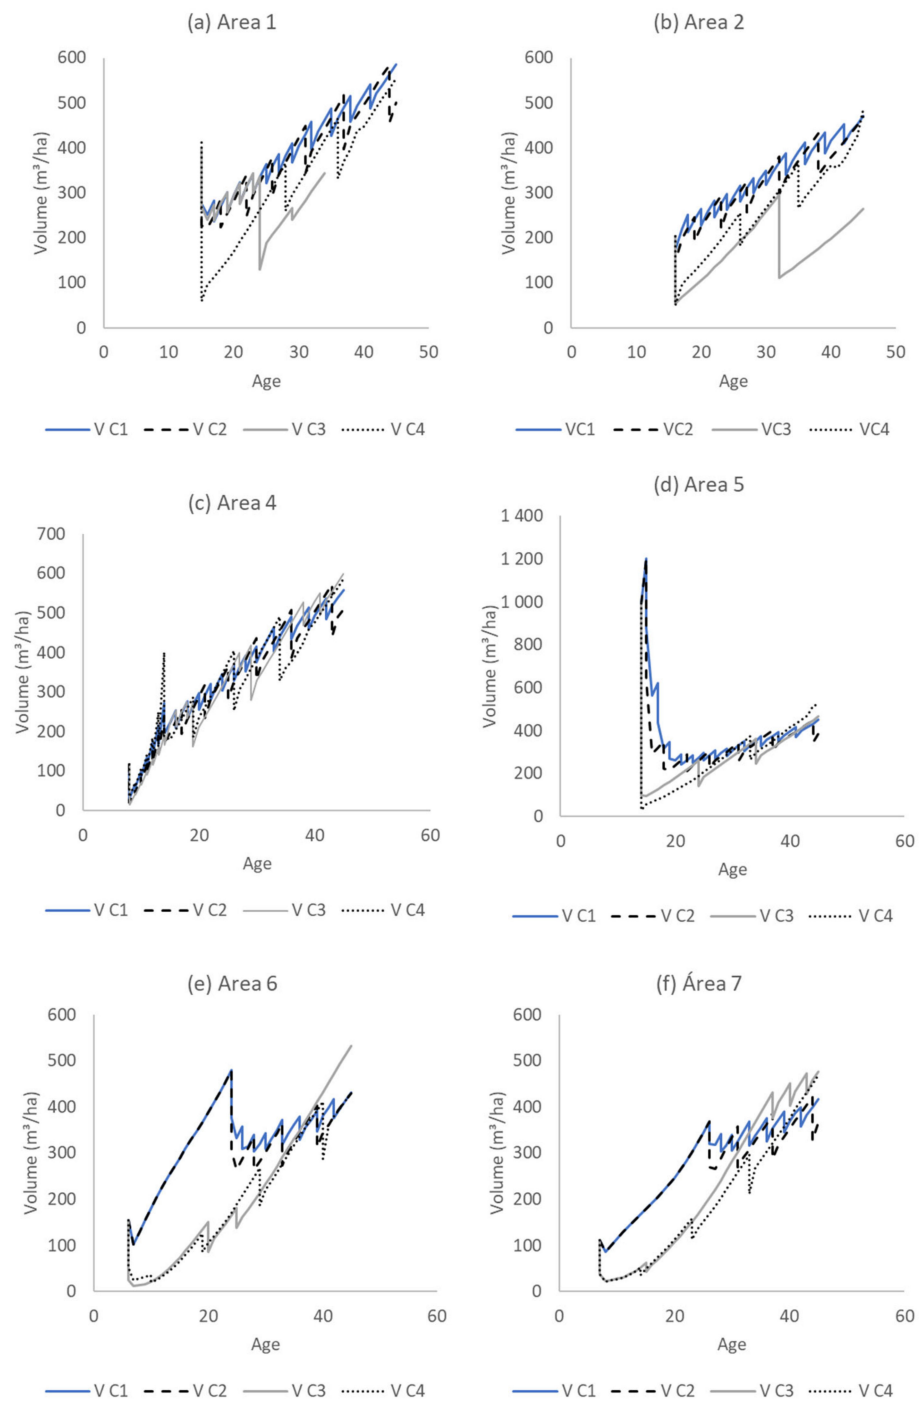 (a) Area 1
600
500
400
300
200
100
0
0 10 20 30 40 50
Volume (m³/ha)
Age
V C1 V C2 V C3 V C4
(b) Area 2
600
500
400
300
200
100
0
0 10 20 30 40 50
Volume (m³/ha)
Age
VC1 VC2 VC3 VC4
(c) Area 4
700
600
500
400
300
200
100
0
0 20 40 60
Volume (m³/ha)
Age
V C1 V C2 V C3 V C4
(d) Area 5
1 400
1 200
1 000
800
600
400
200
0
0 20 40 60
Volume (m³/ha)
Age
V C1 V C2 V C3 V C4
(e) Area 6
600
500
400
300
200
100
0
0 20 40 60
Volume (m³/ha)
Age
V C1 V C2 V C3 V C4
(f) Área 7
600
500
400
300
200
100
0
0 20 40 60
Volume (m³/ha)
Age
V C1 V C2 V C3 V C4